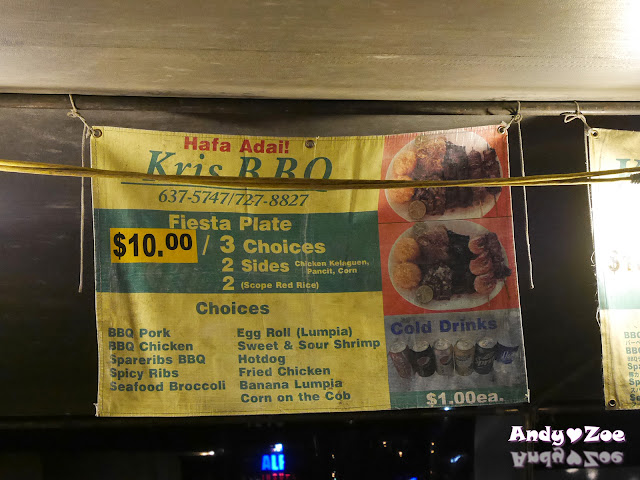 Hafa Adai!
Kris B.B.Q
637-5747/727-8827
Fiesta Plate
$10.00 / 3 Choices
2 Sides Chicken Kelaguen, Pancit, Corn
2 (Scope Red Rice)
Choices
BBQ Pork
BBQ Chicken
Spareribs BBQ
Spicy Ribs
Seafood Broccoli
Egg Roll (Lumpia)
Sweet & Sour Shrimp
Hotdog
Fried Chicken
Banana Lumpia
Corn on the Cob
Cold Drinks
$1.00ea.
ALF
Andy♥Zoe